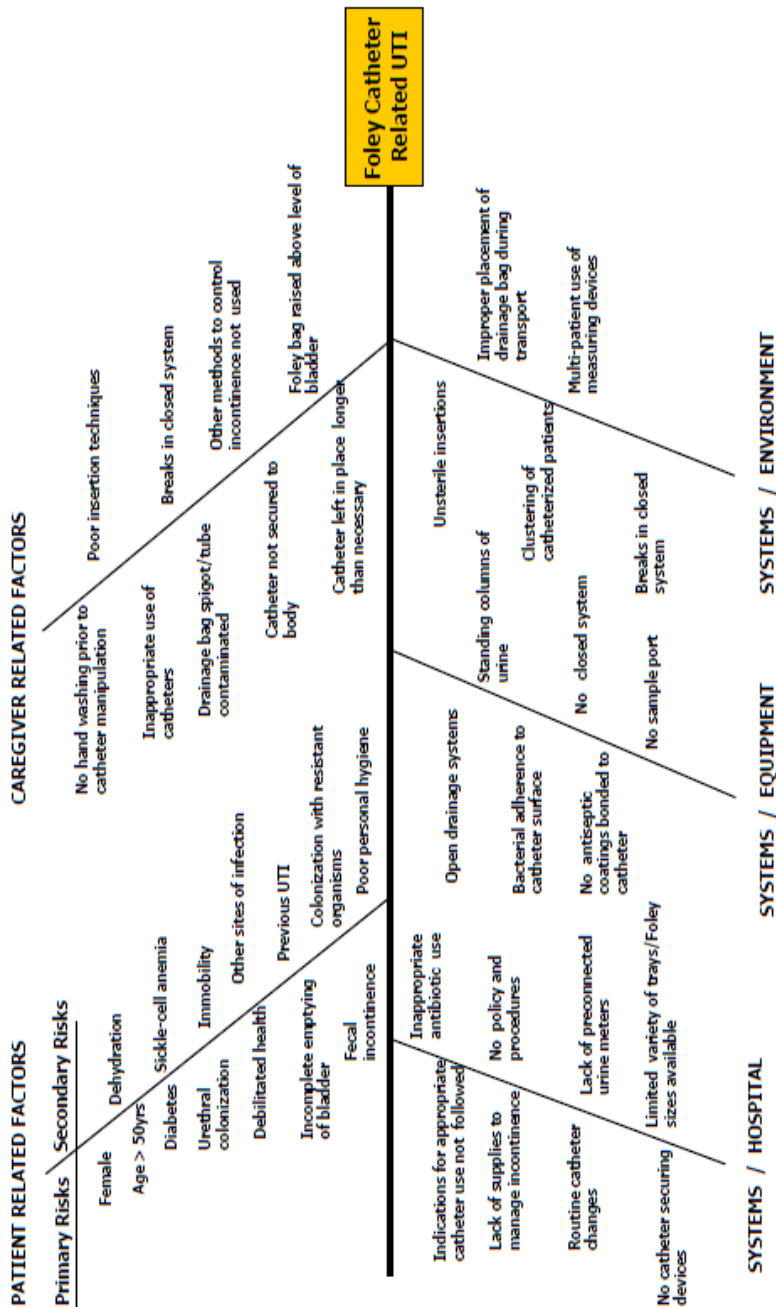 PATIENT RELATED FACTORS
Primary Risks
Secondary Risks
Female
Age > 50yrs
Diabetes
Urethral
colonization
Debilitated health
Incomplete emptying
of bladder
Fecal
incontinence
Dehydration
Sickle-cell anemia
Immobility
Other sites of infection
Previous UTI
Colonization with resistant
organisms
Poor personal hygiene
CAREGIVER RELATED FACTORS
No hand washing prior to
catheter manipulation
Inappropriate use of
catheters
Drainage bag spigot/tube
contaminated
Catheter not secured to
body
Catheter left in place longer
than necessary
Poor insertion techniques
Breaks in closed system
Other methods to control
incontinence not used
Foley bag raised above level of
bladder
Foley Catheter
Related UTI
Indications for appropriate
catheter use not followed
Lack of supplies to
manage incontinence
Routine catheter
changes
No catheter securing
devices
Inappropriate
antibiotic use
No policy and
procedures
Lack of preconnected
urine meters
Limited variety of trays/Foley
sizes available
SYSTEMS / HOSPITAL
Open drainage systems
Bacterial adherence to
catheter surface
No antiseptic
coatings bonded to
catheter
Standing columns of
urine
No closed system
No sample port
SYSTEMS / EQUIPMENT
Unsterile insertions
Clustering of
catheterized patients
Breaks in closed
system
Improper placement of
drainage bag during
transport
Multi-patient use of
measuring devices
SYSTEMS / ENVIRONMENT